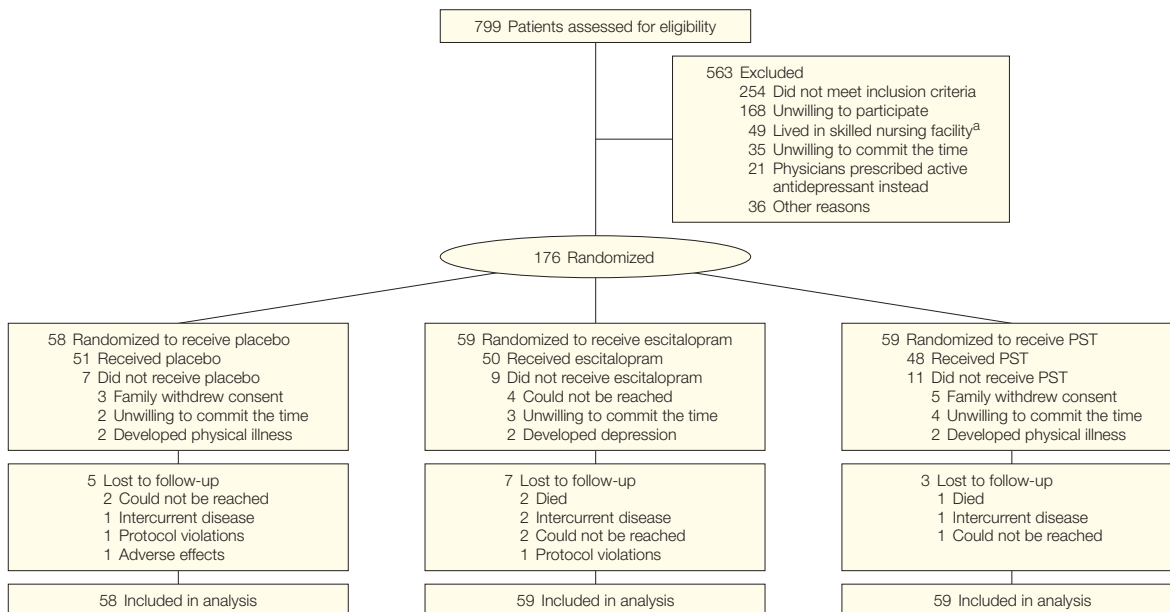 799 Patients assessed for eligibility
563 Excluded
254 Did not meet inclusion criteria
168 Unwilling to participate
49 Lived in skilled nursing facilitya
35 Unwilling to commit the time
21 Physicians prescribed active
antidepressant instead
36 Other reasons
176 Randomized
58 Randomized to receive placebo
51 Received placebo
7 Did not receive placebo
3 Family withdrew consent
2 Unwilling to commit the time
2 Developed physical illness
59 Randomized to receive escitalopram
50 Received escitalopram
9 Did not receive escitalopram
4 Could not be reached
3 Unwilling to commit the time
2 Developed depression
59 Randomized to receive PST
48 Received PST
11 Did not receive PST
5 Family withdrew consent
4 Unwilling to commit the time
2 Developed physical illness
5 Lost to follow-up
2 Could not be reached
1 Intercurrent disease
1 Protocol violations
1 Adverse effects
7 Lost to follow-up
2 Died
2 Intercurrent disease
2 Could not be reached
1 Protocol violations
3 Lost to follow-up
1 Died
1 Intercurrent disease
1 Could not be reached
58 Included in analysis
59 Included in analysis
59 Included in analysis